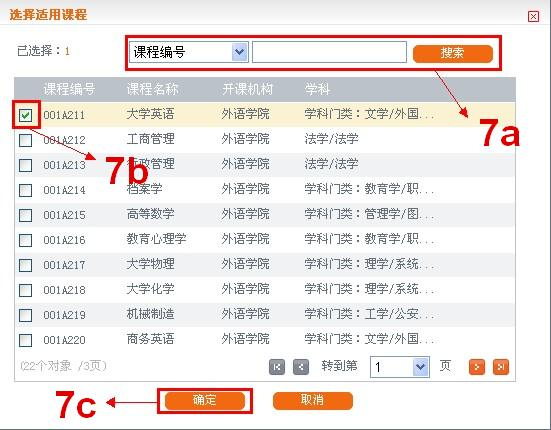 选择适用课程
已选择：1 课程编号 搜索
7a
课程编号 课程名称 开课机构 学科
001A211 大学英语 外语学院 学科门类：文学/外国...
001A212 工商管理 外语学院 法学/法学
7b
001A213 行政管理 外语学院 法学/法学
001A214 档案学 外语学院 学科门类：教育学/职...
001A215 高等数学 外语学院 学科门类：管理学/图...
001A216 教育心理学 外语学院 学科门类：教育学/职...
001A217 大学物理 外语学院 学科门类：理学/系统...
001A218 大学化学 外语学院 学科门类：理学/系统...
001A219 机械制造 外语学院 学科门类：工学/公安...
001A220 商务英语 外语学院 学科门类：文学/外国...
(22个对象 /3页) 转到第 1 页
7c 确定 取消